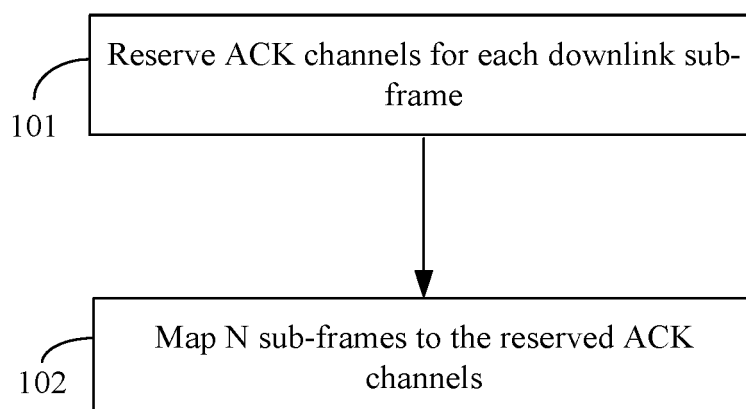 Reserve ACK channels for each downlink sub-
frame
101
Map N sub-frames to the reserved ACK
channels
102